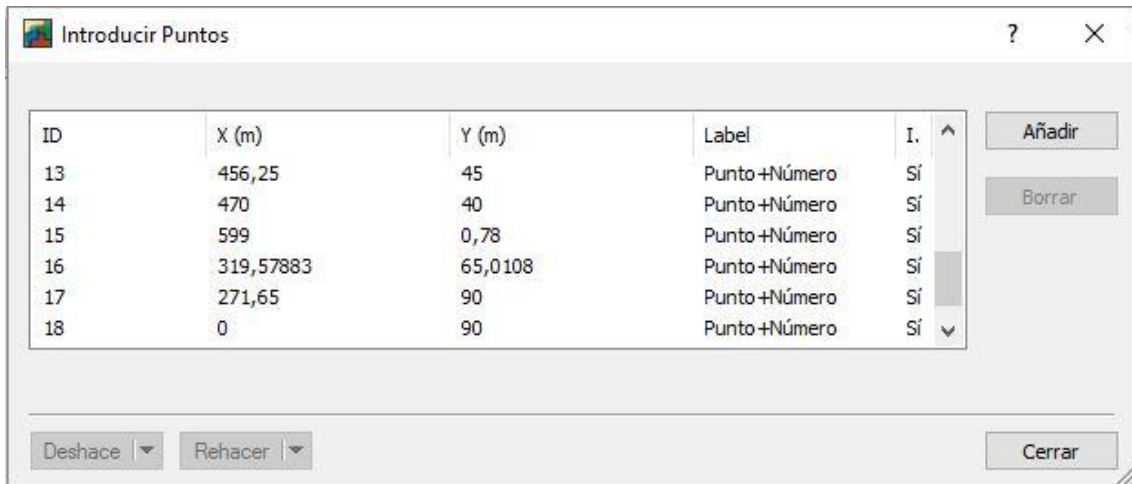 Introducir Puntos ?
ID X (m) Y (m) Label I. Añadir
13 456,25 45 Punto+Número Sí
14 470 40 Punto+Número Sí Borrar
15 599 0,78 Punto+Número Sí
16 319,57883 65,0108 Punto+Número Sí
17 271,65 90 Punto+Número Sí
18 0 90 Punto+Número Sí
Deshace Rehacer Cerrar